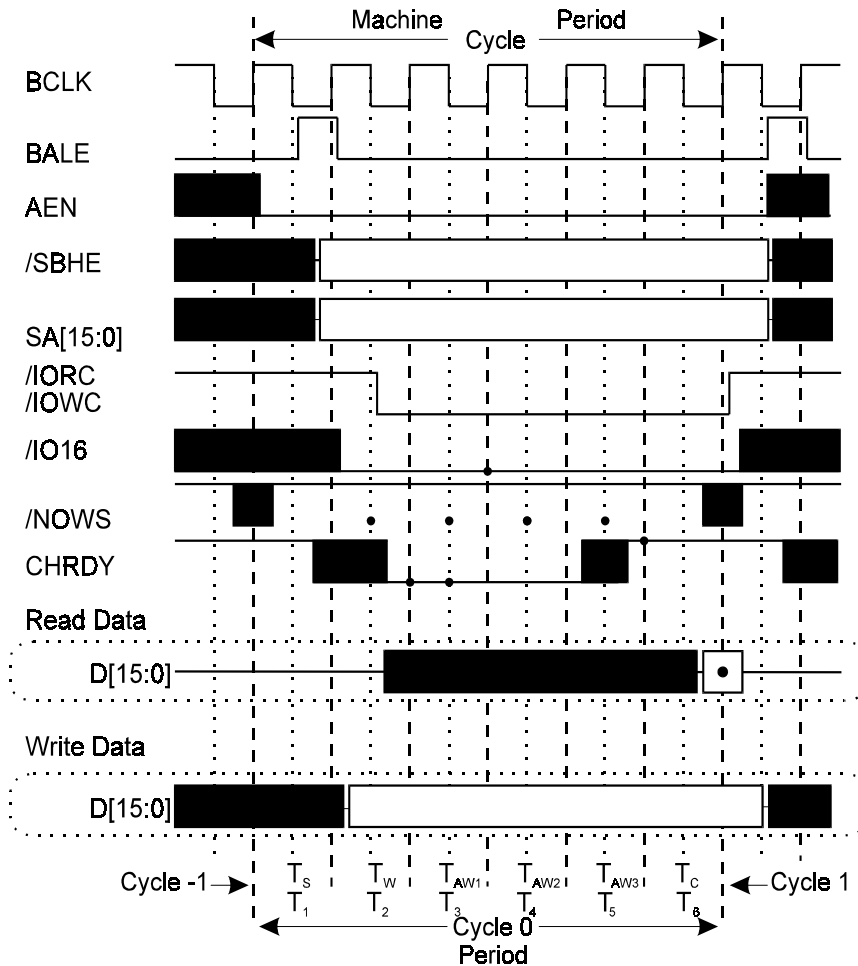 Machine Period
Cycle
BCLK
BALE
AEN
/SBHE
SA[15:0]
/IORC
/IOWC
/IO16
/NOWS
CHRDY
Read Data
D[15:0]
Write Data
D[15:0]
Cycle -1
TS TW TAW1 TAW2 TAW3 TC
T1 T2 T3 T4 T5 T6
Cycle 1
Cycle 0
Period